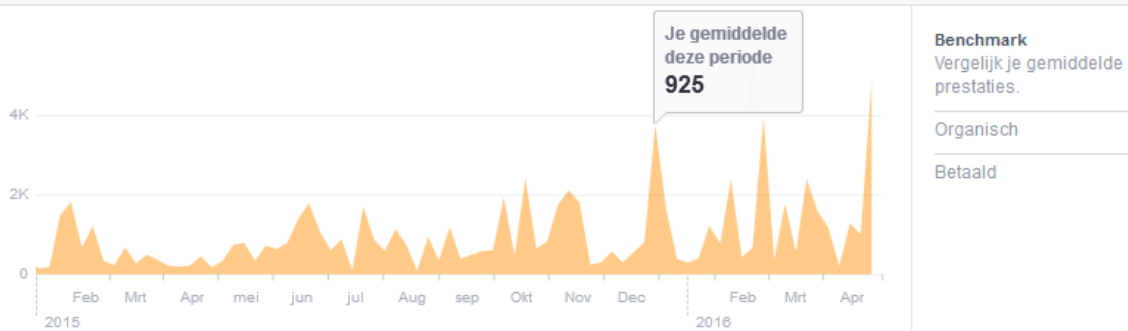 Je gemiddelde
deze periode
925
4K
2K
0
Feb Mrt Apr mei jun jul Aug sep Okt Nov Dec Feb Mrt Apr
2015 2016
Benchmark
Vergelijk je gemiddelde
prestaties.
Organisch
Betaald